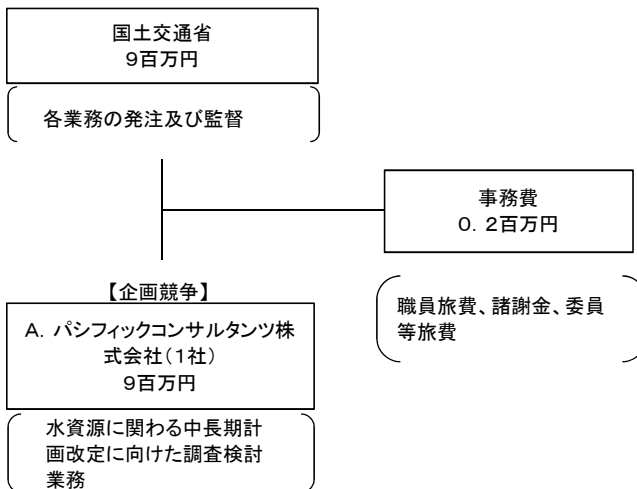 国土交通省
9百万円
各業務の発注及び監督
事務費
0．2百万円
職員旅費、諸謝金、委員
等旅費
【企画競争】
A．パシフィックコンサルタンツ株
式会社（1社）
9百万円
水資源に関わる中長期計
画改定に向けた調査検討
業務